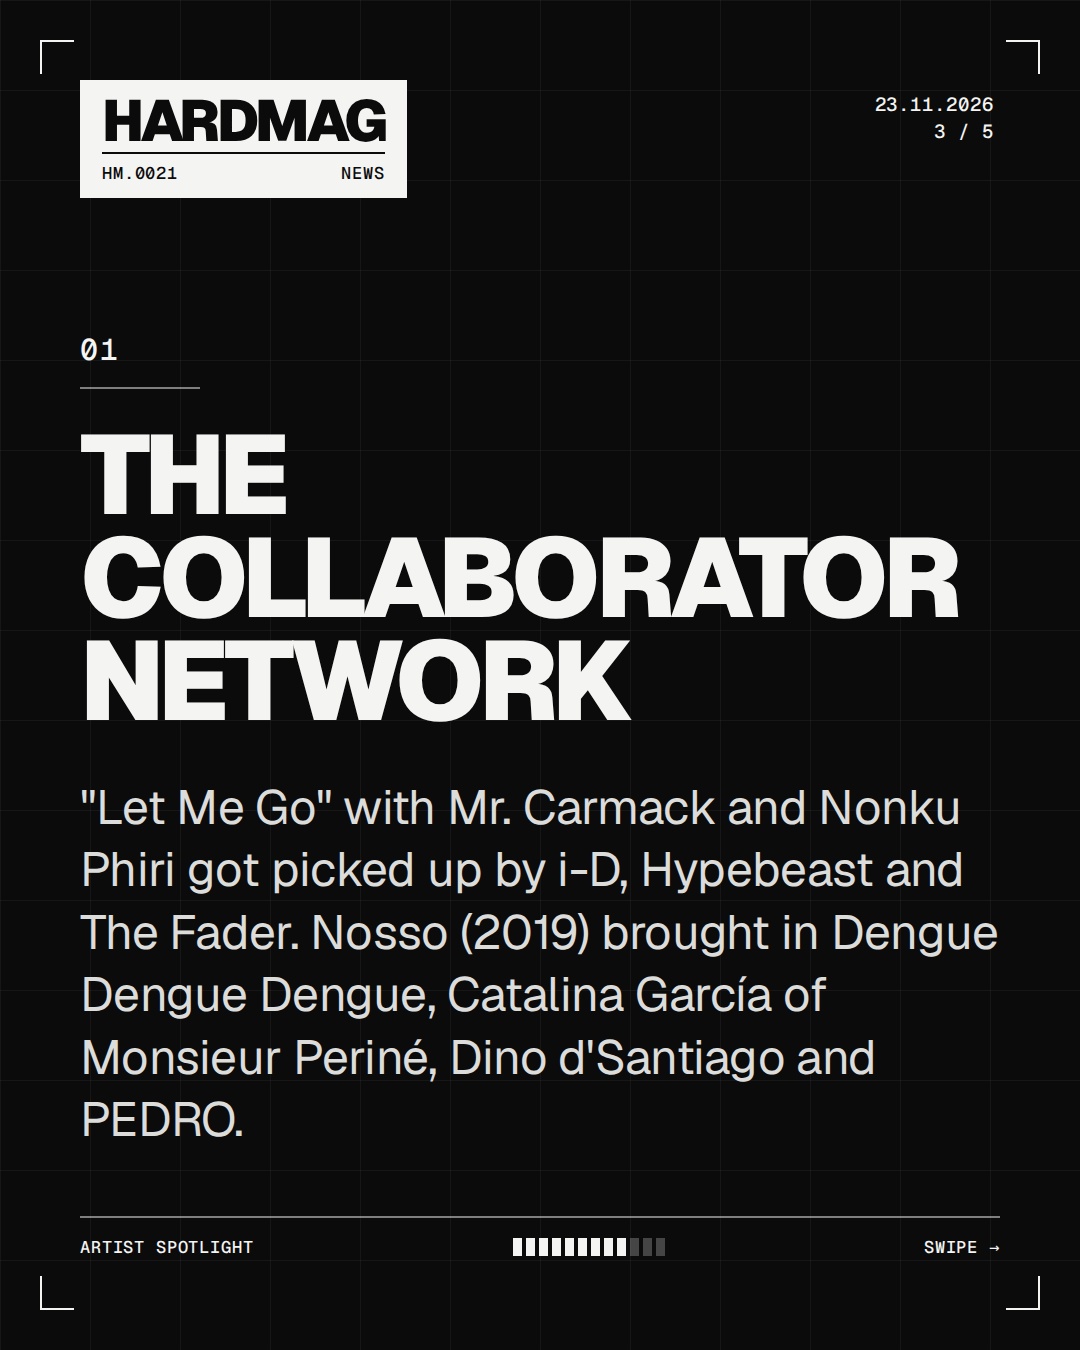 HARDMAG
HM.0021 NEWS
23.11.2026
3 / 5
01
THE
COLLABORATOR
NETWORK
"Let Me Go" with Mr. Carmack and Nonku
Phiri got picked up by i-D, Hypebeast and
The Fader. Nosso (2019) brought in Dengue
Dengue Dengue, Catalina García of
Monsieur Periné, Dino d'Santiago and
PEDRO.
ARTIST SPOTLIGHT
SWIPE →